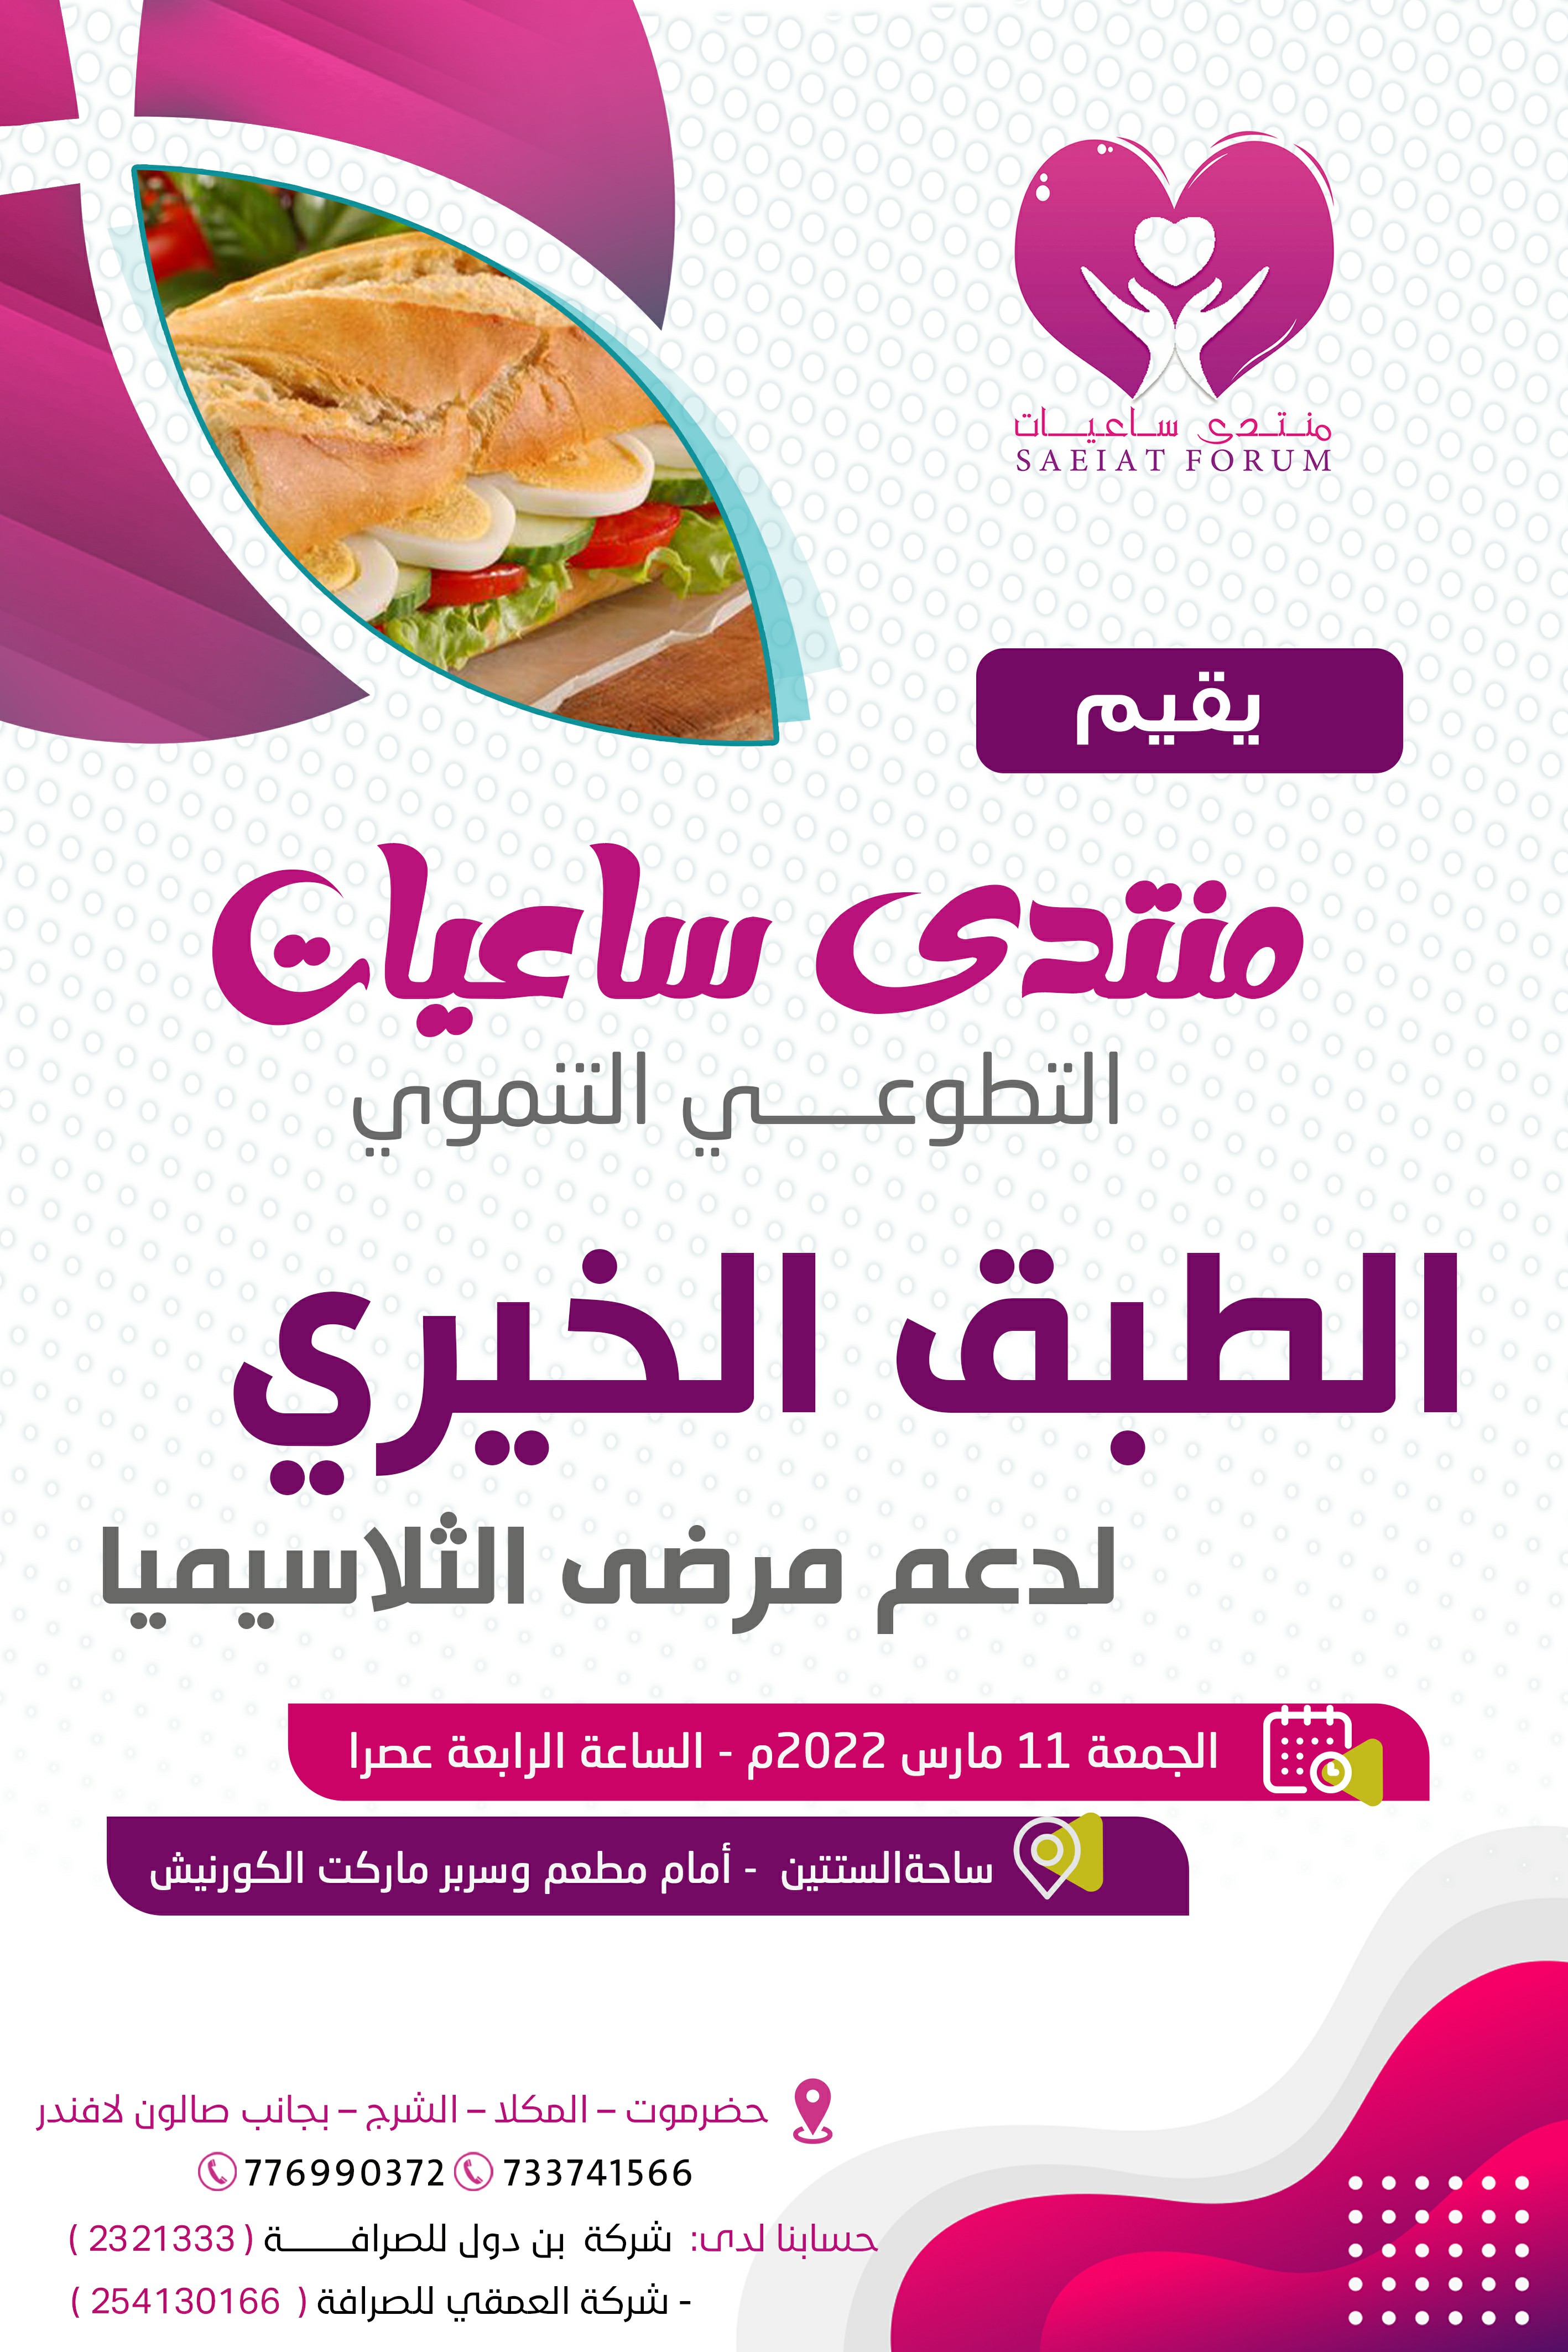 منتدى ساعيات
SAEIAT FORUM
يقيم
منتدى ساعيات
التطوعـــي التنموي
الطبق الخيري
لدعم مرضى الثلاسيميا
الجمعة 11 مارس 2022م - الساعة الرابعة عصرا
ساحةالستتين - أمام مطعم وسربر ماركت الكورنيش
حضرموت – المكلا – الشرج – بجانب صالون لافندر
733741566 776990372
حسابنا لدى: شركة بن دول للصرافـــــة ( 2321333 )
- شركة العمقي للصرافة ( 254130166 )